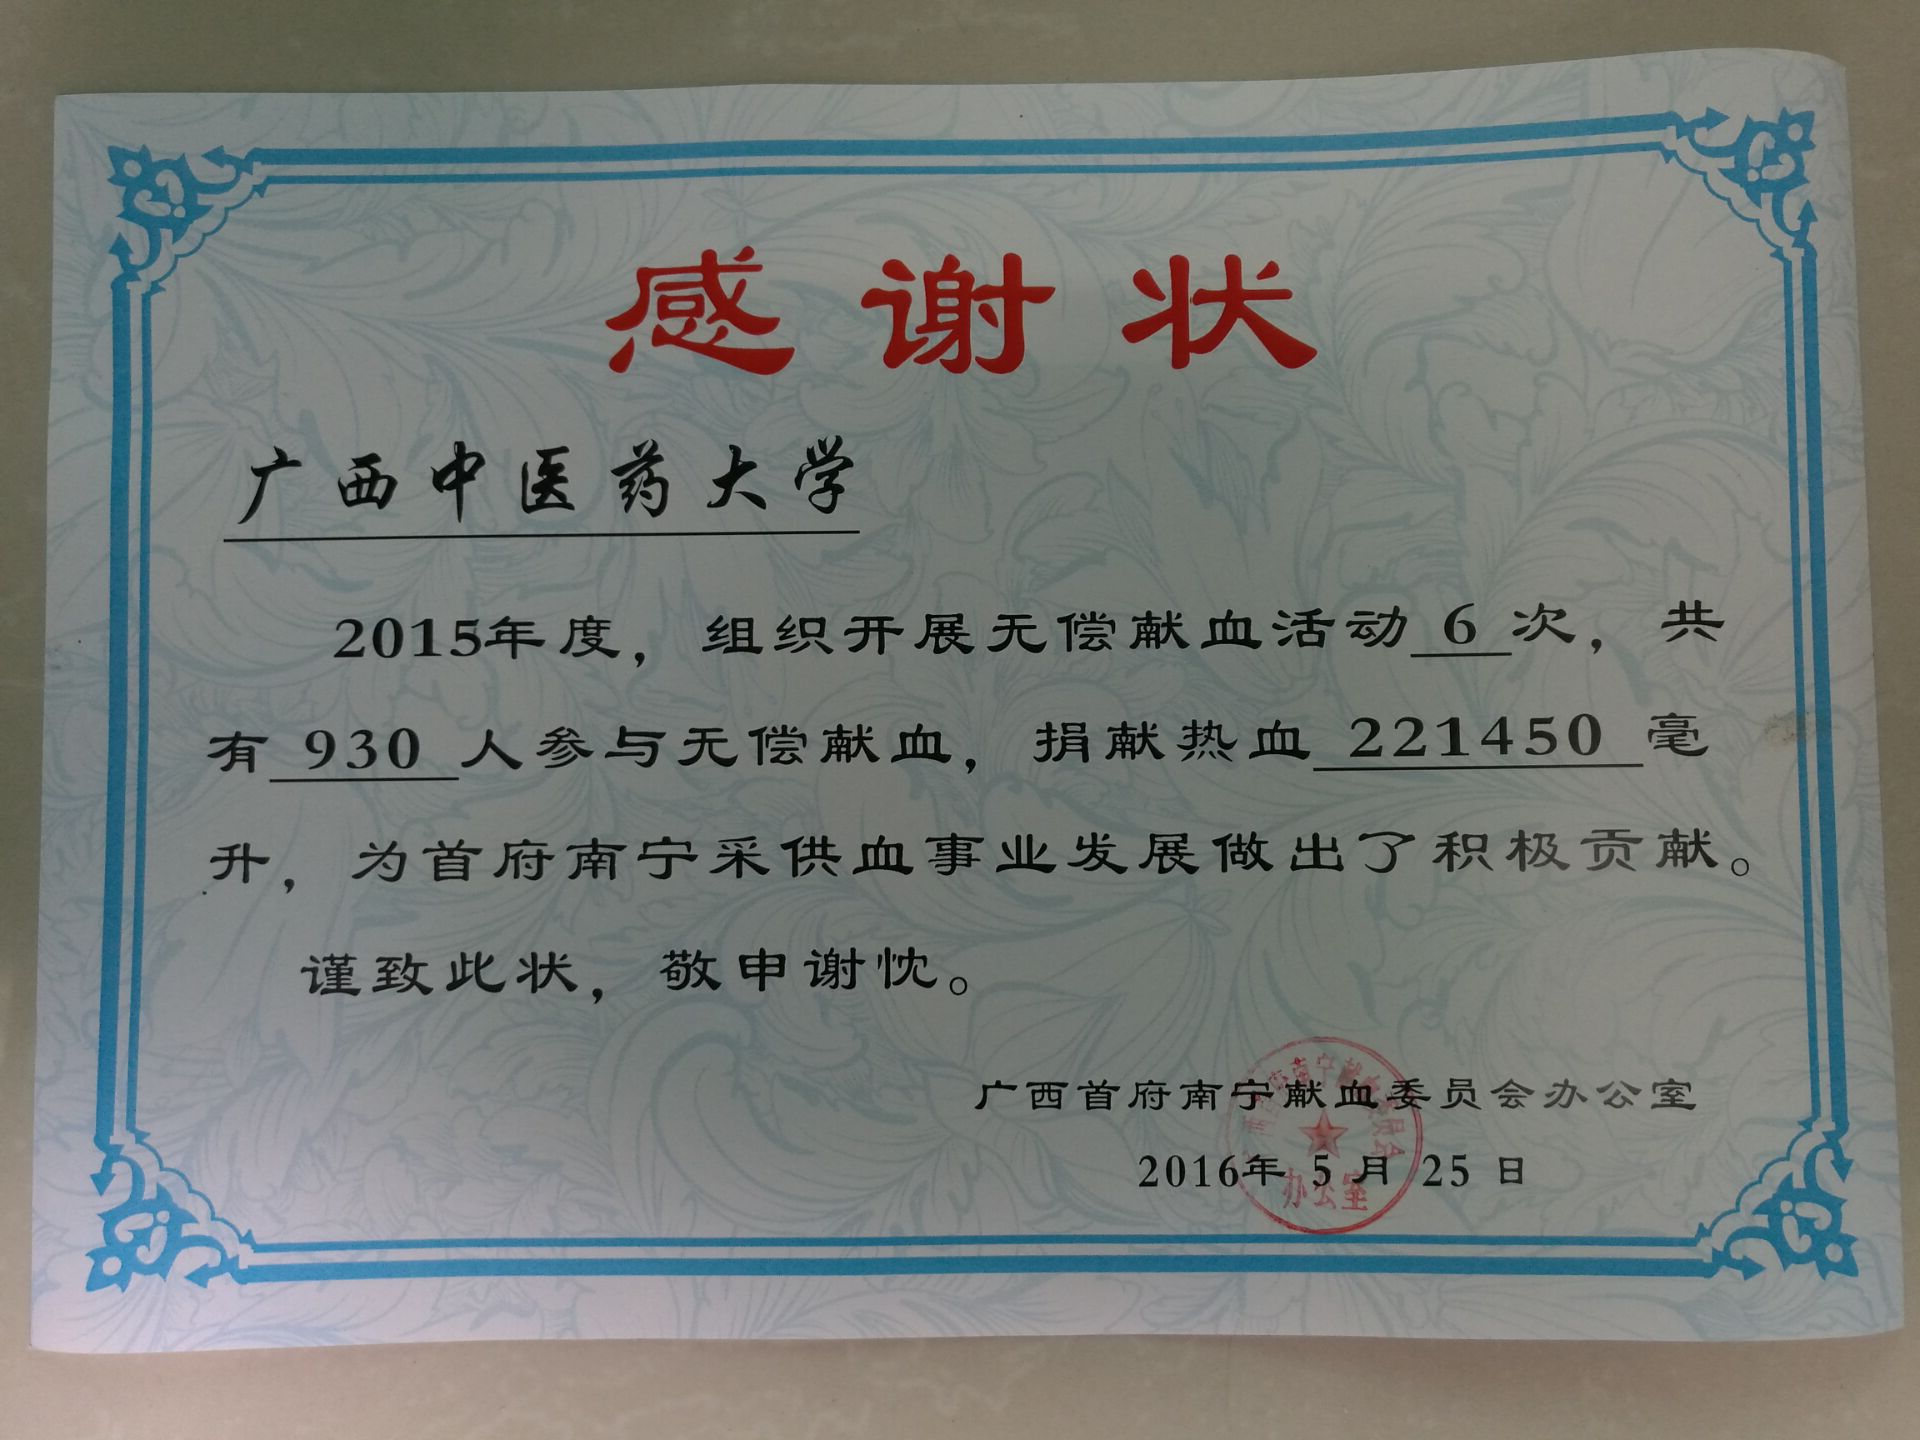 感谢状
广西中医药大学
2015年度，组织开展无偿献血活动 6 次，共
有 930 人参与无偿献血，捐献热血 221450 毫
升，为首府南宁采供血事业发展做出了积极贡献。
谨致此状，敬申谢忱。
广西首府南宁献血委员会办公室
2016年 5 月 25 日
办公室